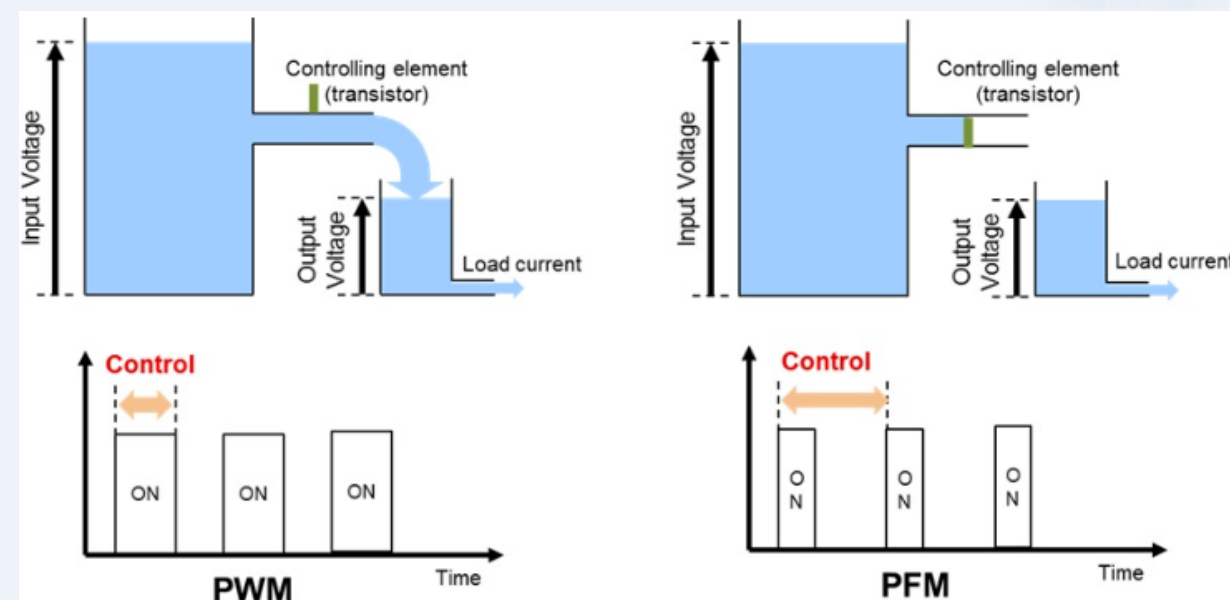 Controlling element
(transistor)
Input Voltage
Output
Voltage
Load current
Control
ON
ON
ON
Time
PWM
Controlling element
(transistor)
Input Voltage
Output
Voltage
Load current
Control
O
N
O
N
O
N
Time
PFM